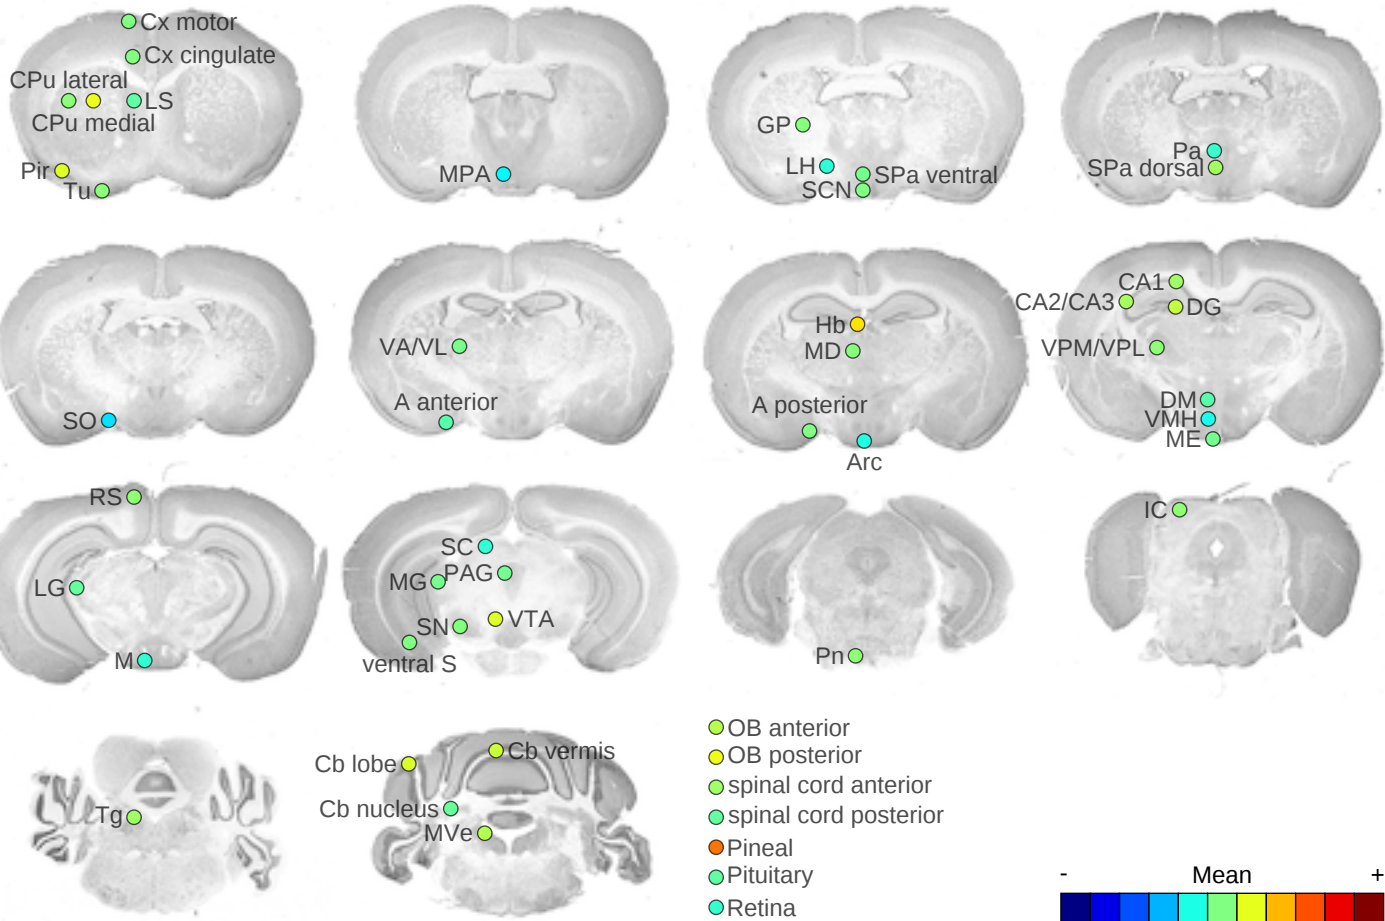 Cx motor
Cx cingulate
CPu lateral
LS
CPu medial
Pir
Tu
MPA
GP
LH
SPa ventral
SCN
Pa
SPa dorsal
SO
VA/VL
A anterior
Hb
MD
A posterior
Arc
CA1
CA2/CA3
DG
VPM/VPL
DM
VMH
ME
RS
LG
M
SC
MG
PAG
SN
VTA
ventral S
Pn
IC
Tg
Cb lobe
Cb vermis
Cb nucleus
MVe
OB anterior
OB posterior
spinal cord anterior
spinal cord posterior
Pineal
Pituitary
Retina
- Mean +